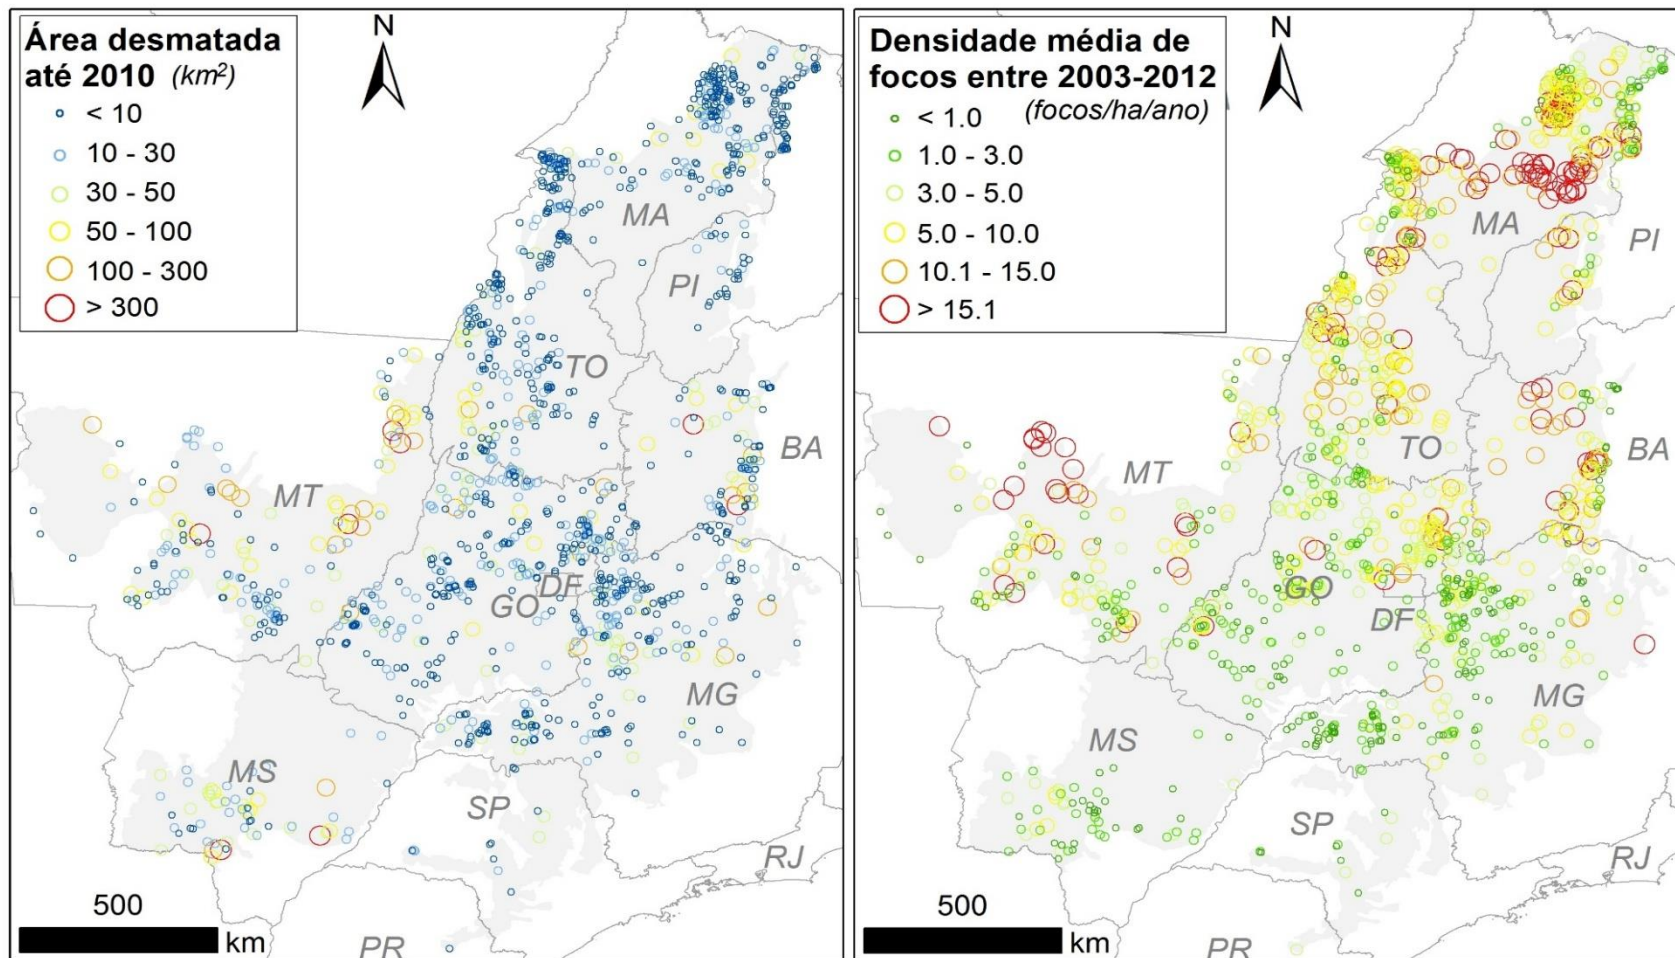 Área desmatada
até 2010 (km²)
< 10
10 - 30
30 - 50
50 - 100
100 - 300
> 300
N
MA
PI
TO
BA
MT
DF
GO
MG
MS
SP
RJ
PR
500
km
Densidade média de
focos entre 2003-2012
(focos/ha/ano)
< 1.0
1.0 - 3.0
3.0 - 5.0
5.0 - 10.0
10.1 - 15.0
> 15.1
N
MA
PI
TO
BA
MT
GO
DF
MG
MS
SP
RJ
PR
500
km